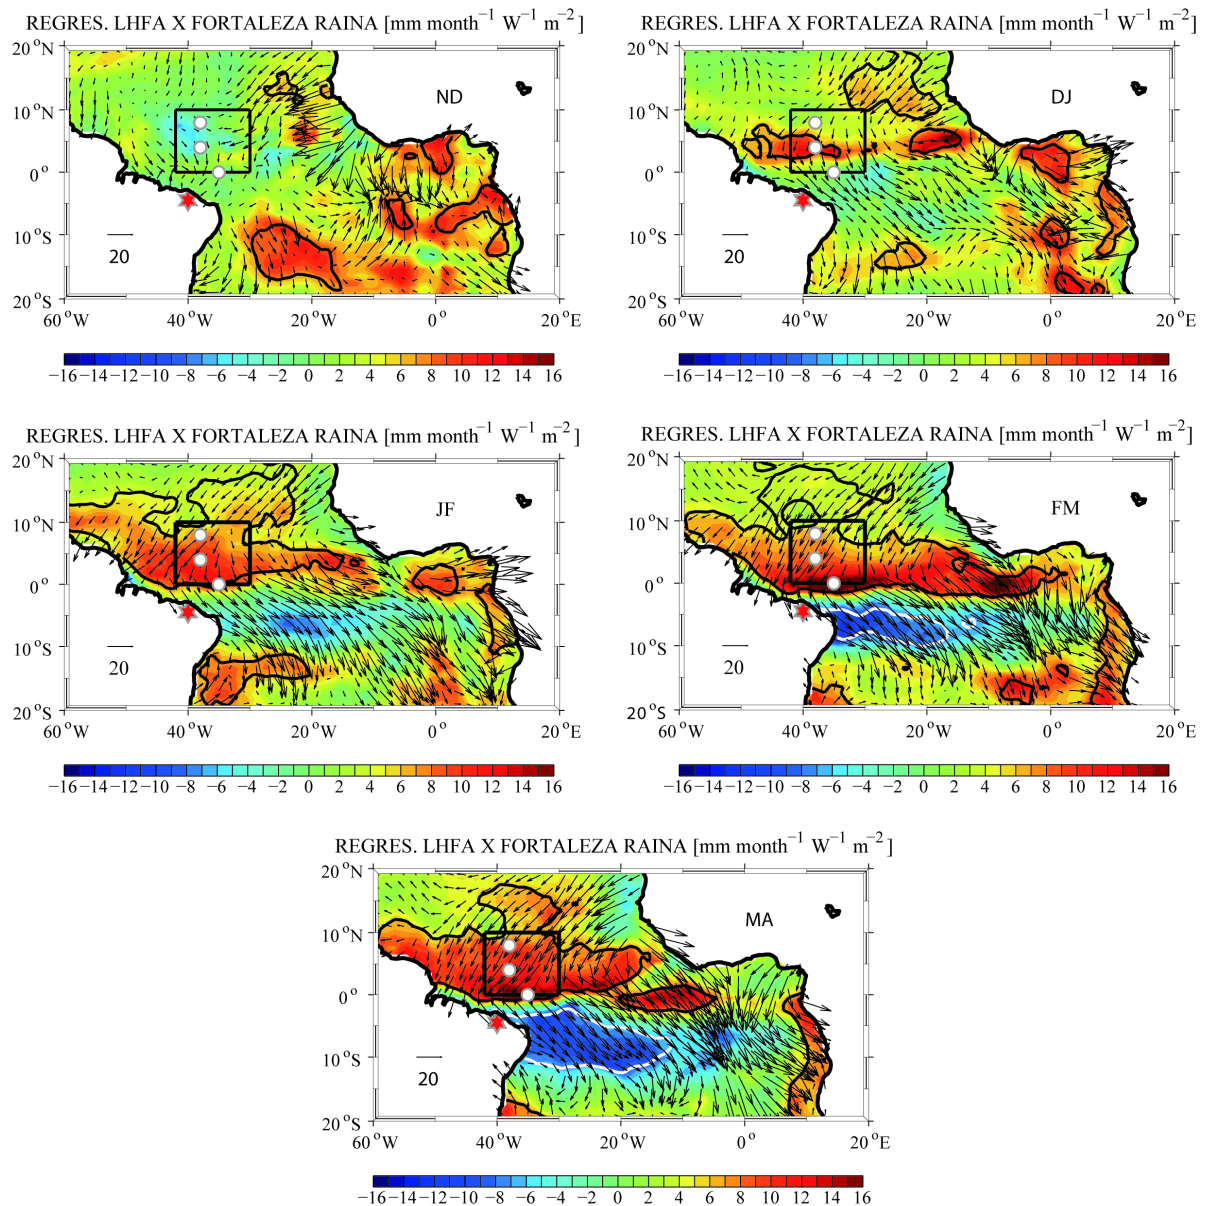 REGRES. LHFA X FORTALEZA RAINA [mm month⁻¹ W⁻¹ m⁻²]
20°N
10°N
0°
10°S
20°S
ND
20
60°W 40°W 20°W 0° 20°E
−16 −14 −12 −10 −8 −6 −4 −2 0 2 4 6 8 10 12 14 16
REGRES. LHFA X FORTALEZA RAINA [mm month⁻¹ W⁻¹ m⁻²]
20°N
10°N
0°
10°S
20°S
DJ
20
60°W 40°W 20°W 0° 20°E
−16 −14 −12 −10 −8 −6 −4 −2 0 2 4 6 8 10 12 14 16
REGRES. LHFA X FORTALEZA RAINA [mm month⁻¹ W⁻¹ m⁻²]
20°N
10°N
0°
10°S
20°S
JF
20
60°W 40°W 20°W 0° 20°E
−16 −14 −12 −10 −8 −6 −4 −2 0 2 4 6 8 10 12 14 16
REGRES. LHFA X FORTALEZA RAINA [mm month⁻¹ W⁻¹ m⁻²]
20°N
10°N
0°
10°S
20°S
FM
20
60°W 40°W 20°W 0° 20°E
−16 −14 −12 −10 −8 −6 −4 −2 0 2 4 6 8 10 12 14 16
REGRES. LHFA X FORTALEZA RAINA [mm month⁻¹ W⁻¹ m⁻²]
20°N
10°N
0°
10°S
20°S
MA
20
60°W 40°W 20°W 0° 20°E
−16 −14 −12 −10 −8 −6 −4 −2 0 2 4 6 8 10 12 14 16